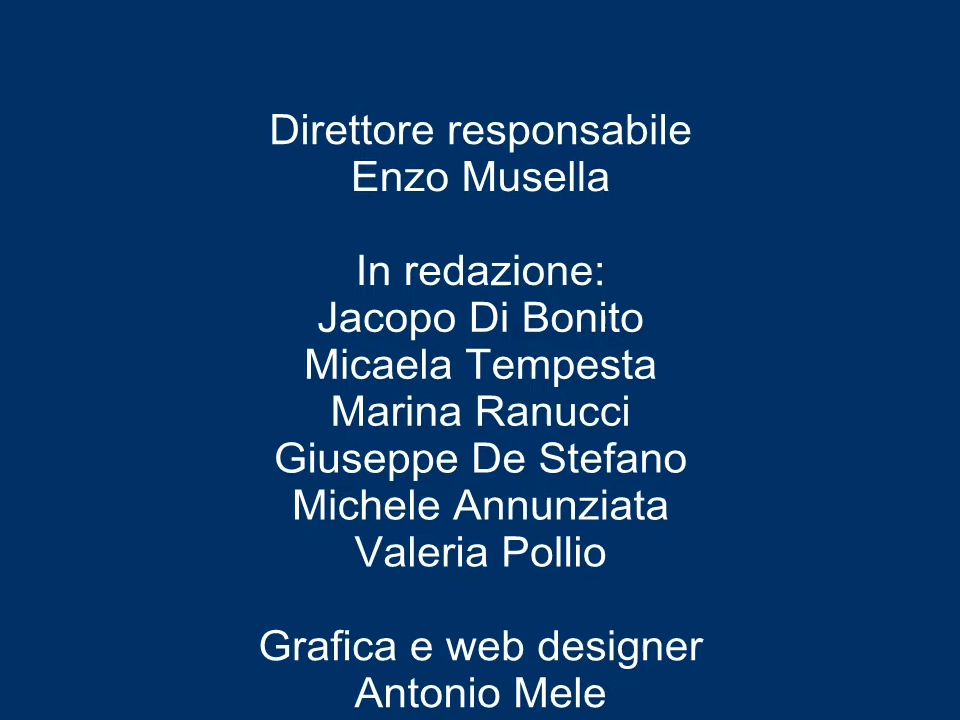 Direttore responsabile
Enzo Musella
In redazione:
Jacopo Di Bonito
Micaela Tempesta
Marina Ranucci
Giuseppe De Stefano
Michele Annunziata
Valeria Pollio
Grafica e web designer
Antonio Mele